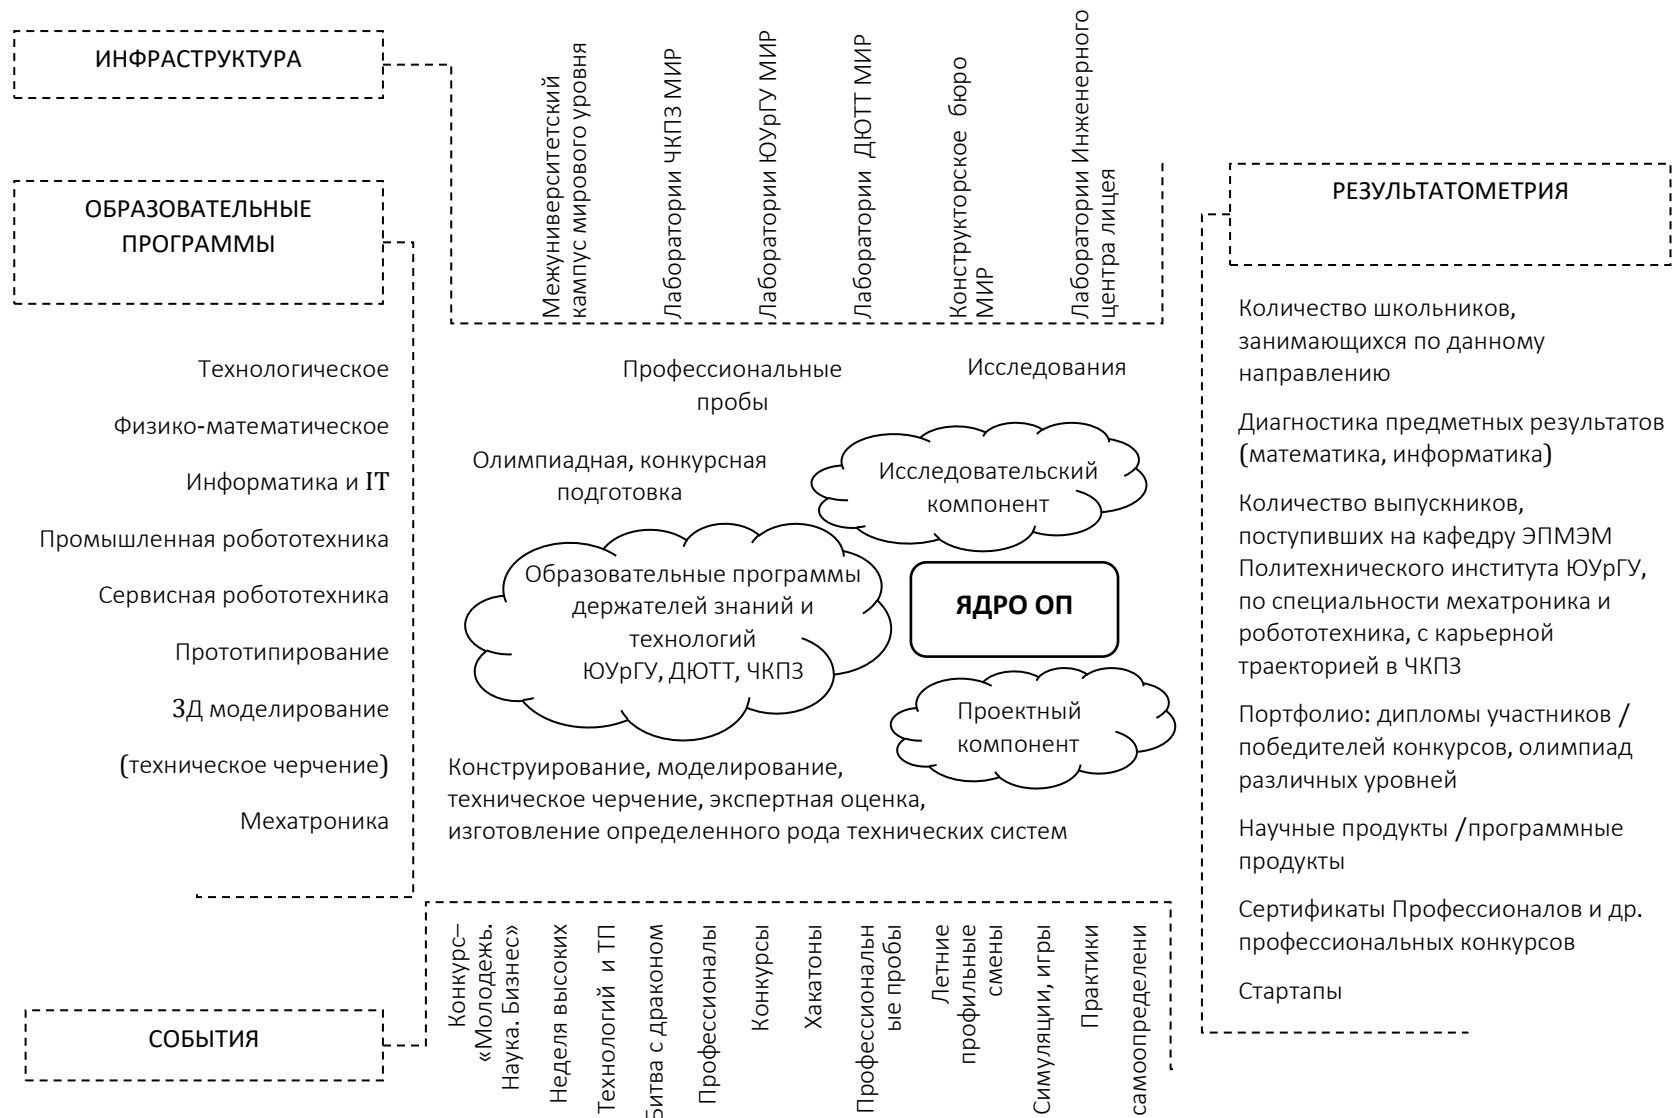 ИНФРАСТРУКТУРА
Межуниверситетский
кампус мирового уровня
Лаборатории ЧКПЗ МИР
Лаборатории ЮУрГУ МИР
Лаборатории ДЮТТ МИР
Конструкторское бюро
МИР
Лаборатории Инженерного
центра лицея
ОБРАЗОВАТЕЛЬНЫЕ
ПРОГРАММЫ
Технологическое
Физико-математическое
Информатика и IT
Промышленная робототехника
Сервисная робототехника
Прототипирование
3Д моделирование
(техническое черчение)
Мехатроника
Профессиональные
пробы
Исследования
Олимпиадная, конкурсная
подготовка
Исследовательский
компонент
Образовательные программы
держателей знаний и
технологий
ЮУрГУ, ДЮТТ, ЧКПЗ
ЯДРО ОП
Проектный
компонент
Конструирование, моделирование,
техническое черчение, экспертная оценка,
изготовление определенного рода технических систем
РЕЗУЛЬТАТОМЕТРИЯ
Количество школьников,
занимающихся по данному
направлению
Диагностика предметных результатов
(математика, информатика)
Количество выпускников,
поступивших на кафедру ЭПМЭМ
Политехнического института ЮУрГУ,
по специальности мехатроника и
робототехника, с карьерной
траекторией в ЧКПЗ
Портфолио: дипломы участников /
победителей конкурсов, олимпиад
различных уровней
Научные продукты /программные
продукты
Сертификаты Профессионалов и др.
профессиональных конкурсов
Стартапы
СОБЫТИЯ
Конкурс–
«Молодежь.
Наука. Бизнес»
Неделя высоких
Технологий и ТП
Битва с драконом
Профессионалы
Конкурсы
Хакатоны
Профессиональн
ые пробы
Летние
профильные
смены
Симуляции, игры
Практики
самоопределени